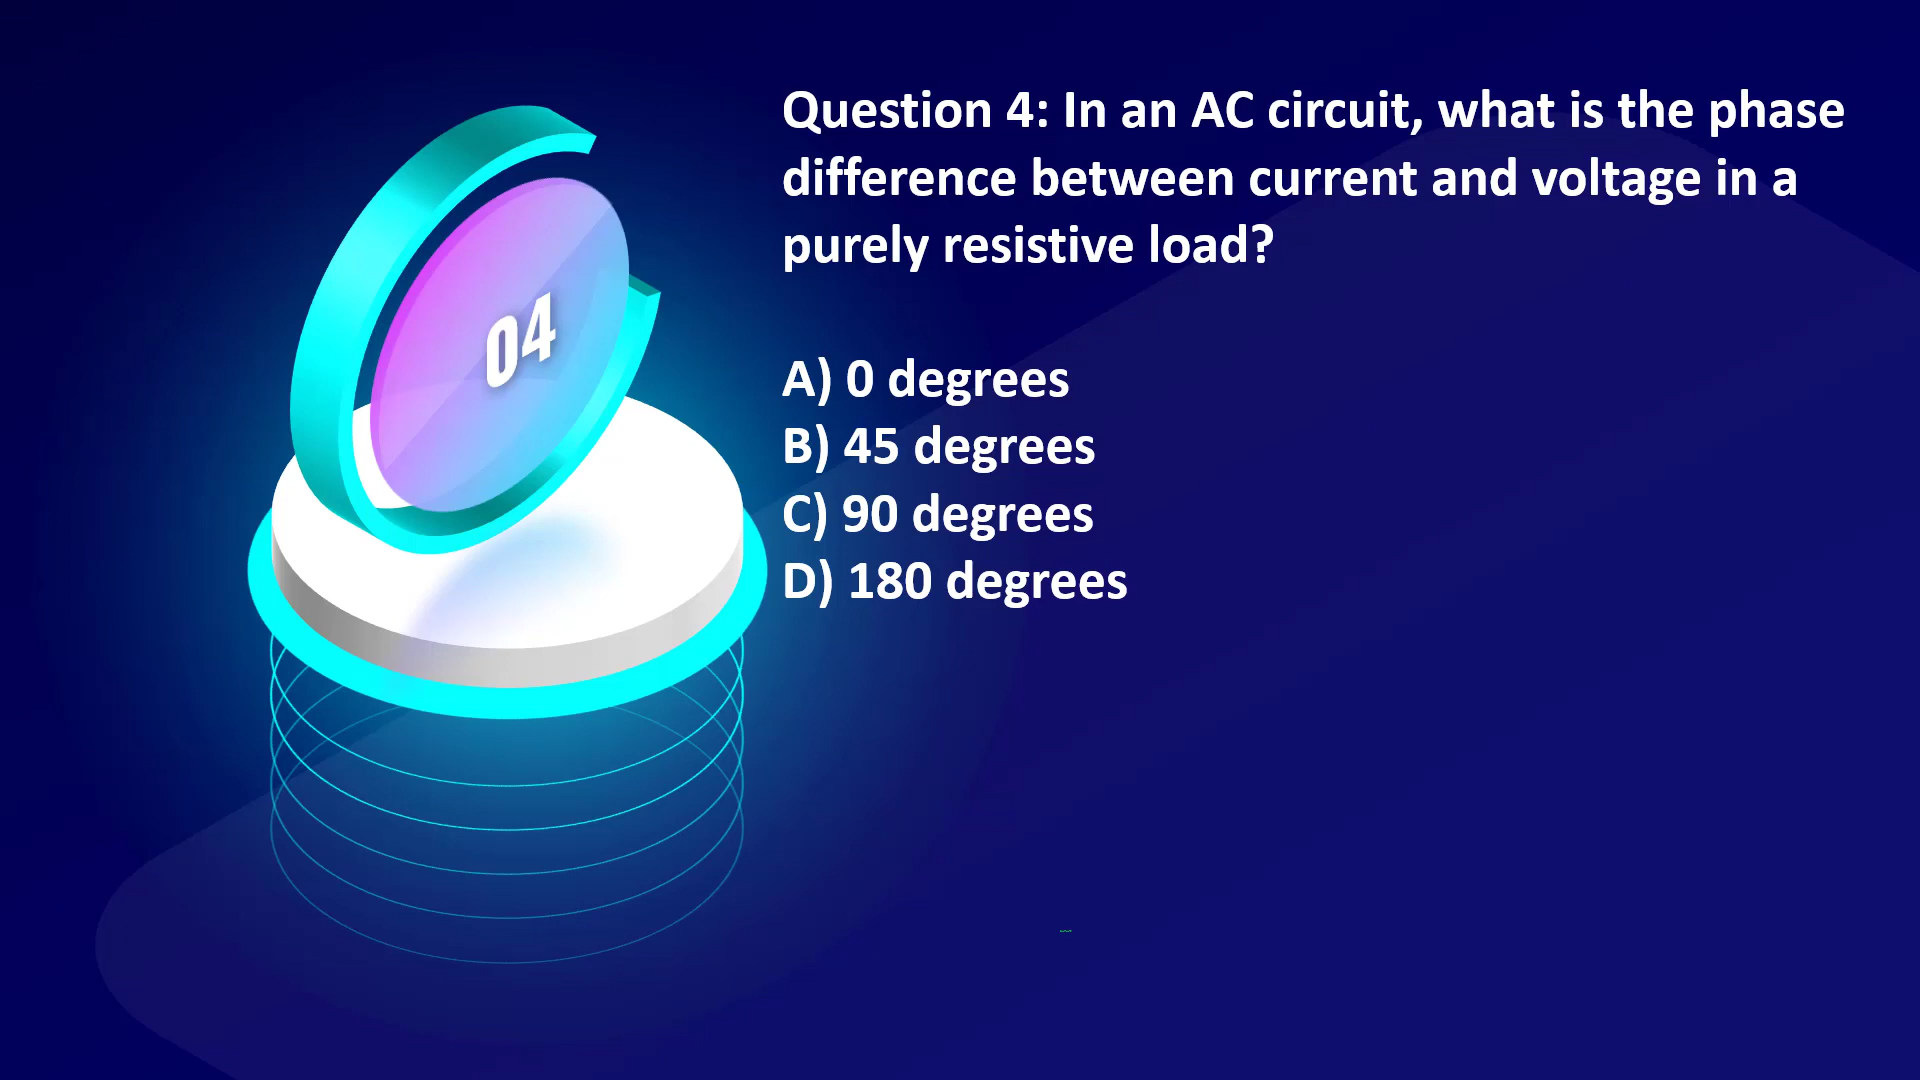 04
Question 4: In an AC circuit, what is the phase
difference between current and voltage in a
purely resistive load?
A) 0 degrees
B) 45 degrees
C) 90 degrees
D) 180 degrees